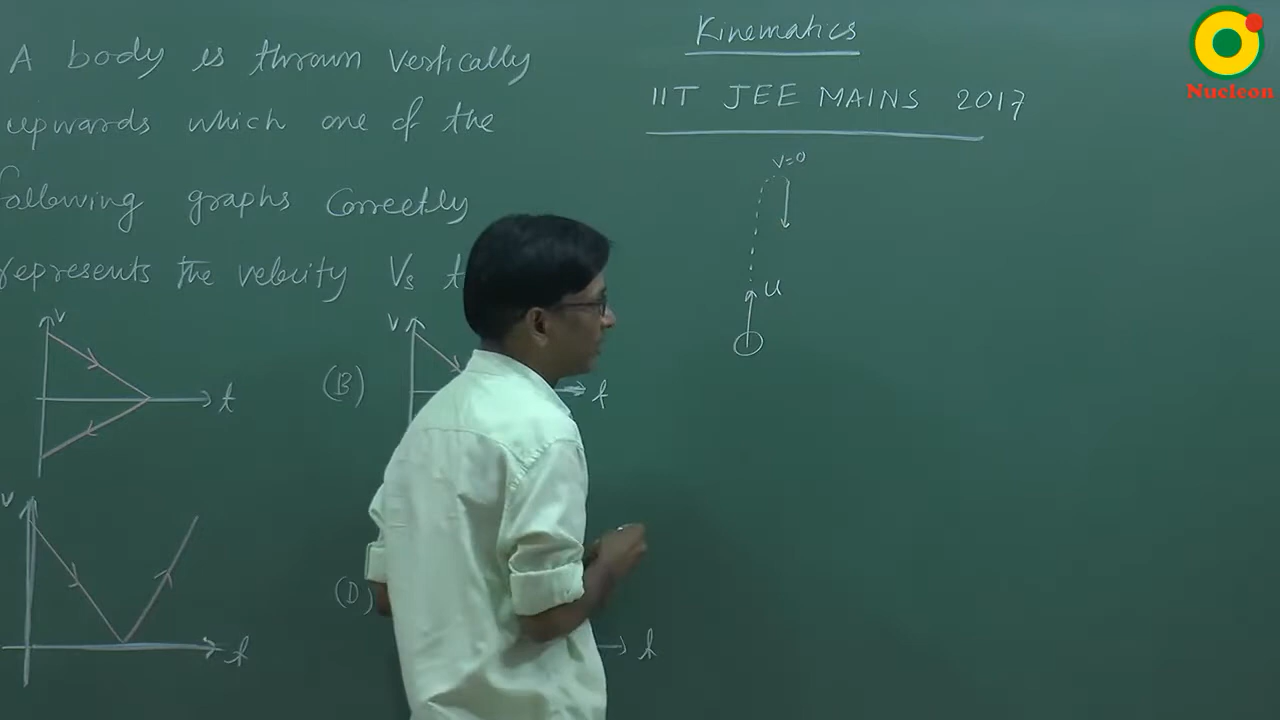 A body is thrown vertically
upwards which one of the
following graphs correctly
represents the velocity Vs t
v
t
(B)
v
t
v
t
(D)
t
Kinematics
IIT JEE MAINS 2017
v=0
u
Nucleon